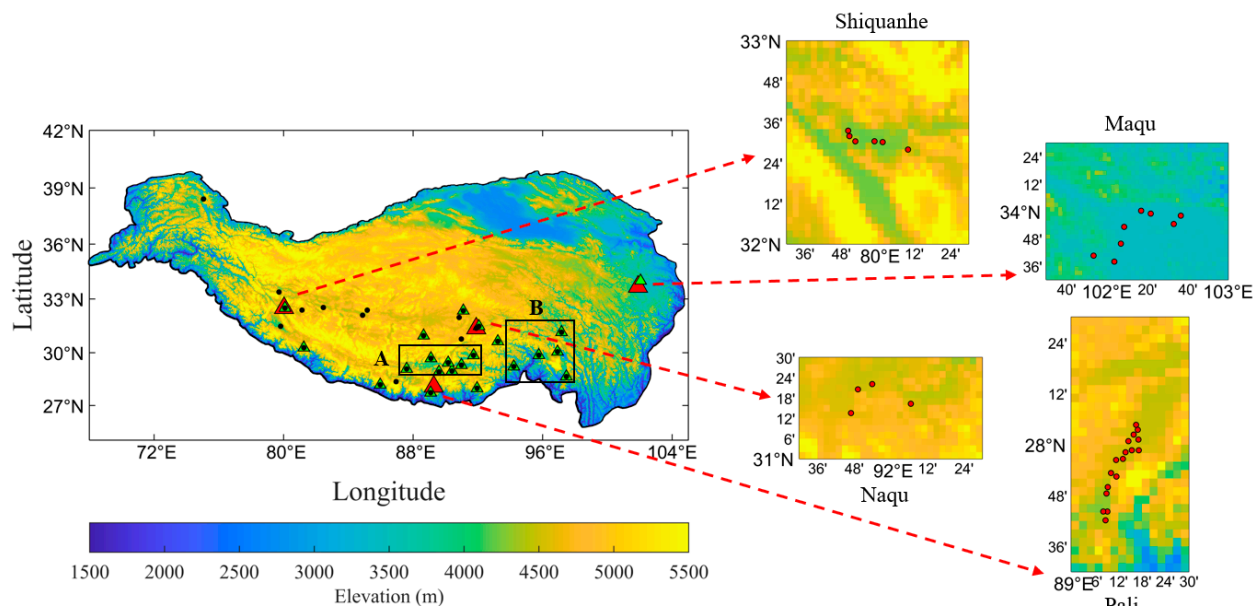 Shiquanhe
33°N
48'
36'
24'
12'
32°N
36' 48' 80°E 12' 24'
Maqu
24'
12'
34°N
48'
36'
40' 102°E 20' 40' 103°N
42°N
39°N
36°N
33°N
30°N
27°N
Latitude
A
B
72°E 80°E 88°E 96°E 104°E
Longitude
30'
24'
18'
12'
6'
31°N
36' 48' 92°E 12' 24'
Naqu
24'
12'
28°N
48'
36'
89°E 6' 12' 18' 24' 30'
Pali
1500 2000 2500 3000 3500 4000 4500 5000 5500
Elevation (m)